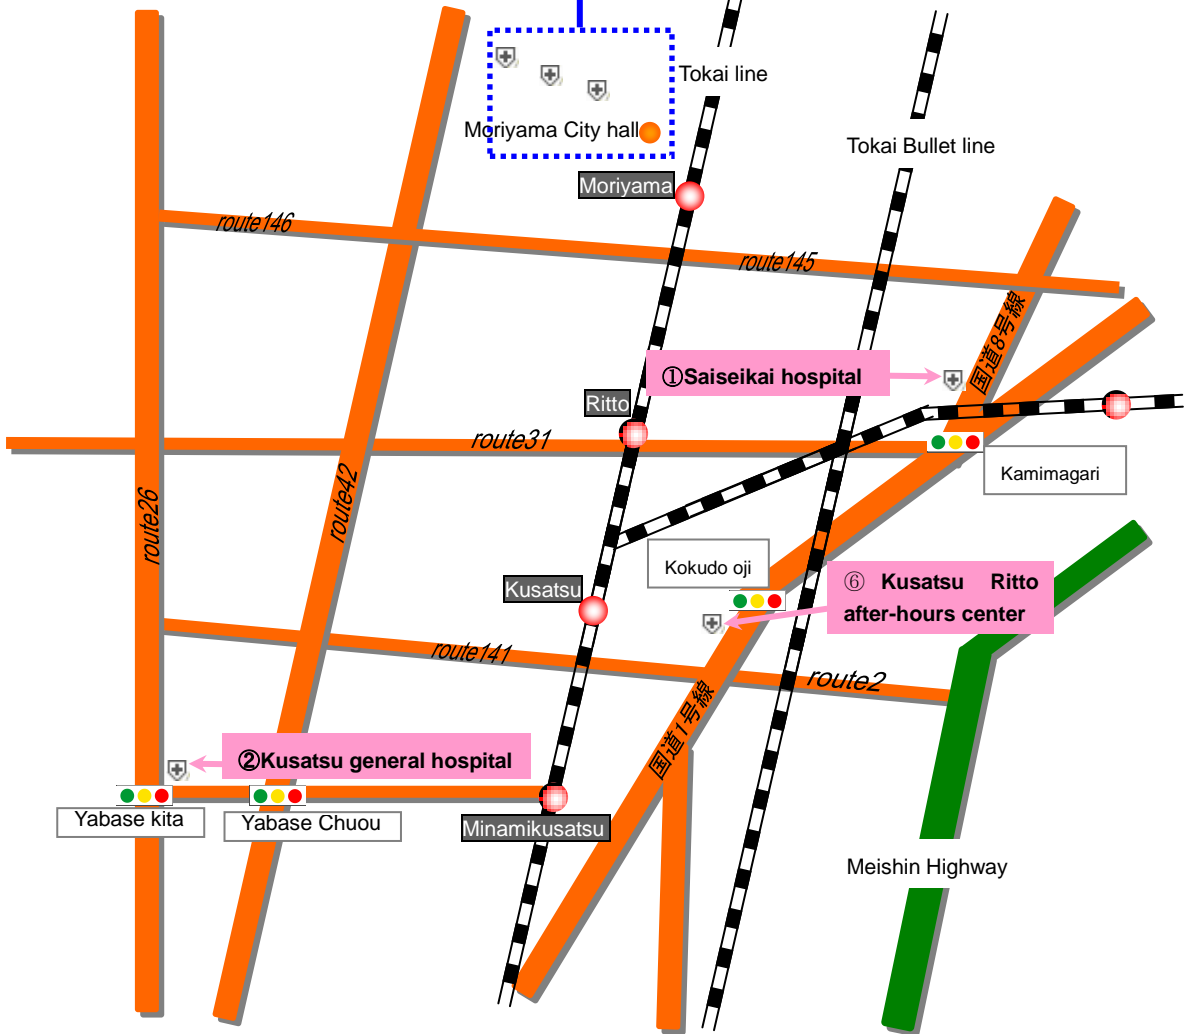 Tokai line
Moriyama City hall
Tokai Bullet line
Moriyama
route146
route145
国道8号線
①Saiseikai hospital
Ritto
route31
Kamimagari
route42
route26
Kokudo oji
⑥ Kusatsu Ritto
after-hours center
Kusatsu
route141
route2
国道1号線
②Kusatsu general hospital
Yabase kita
Yabase Chuou
Minamikusatsu
Meishin Highway